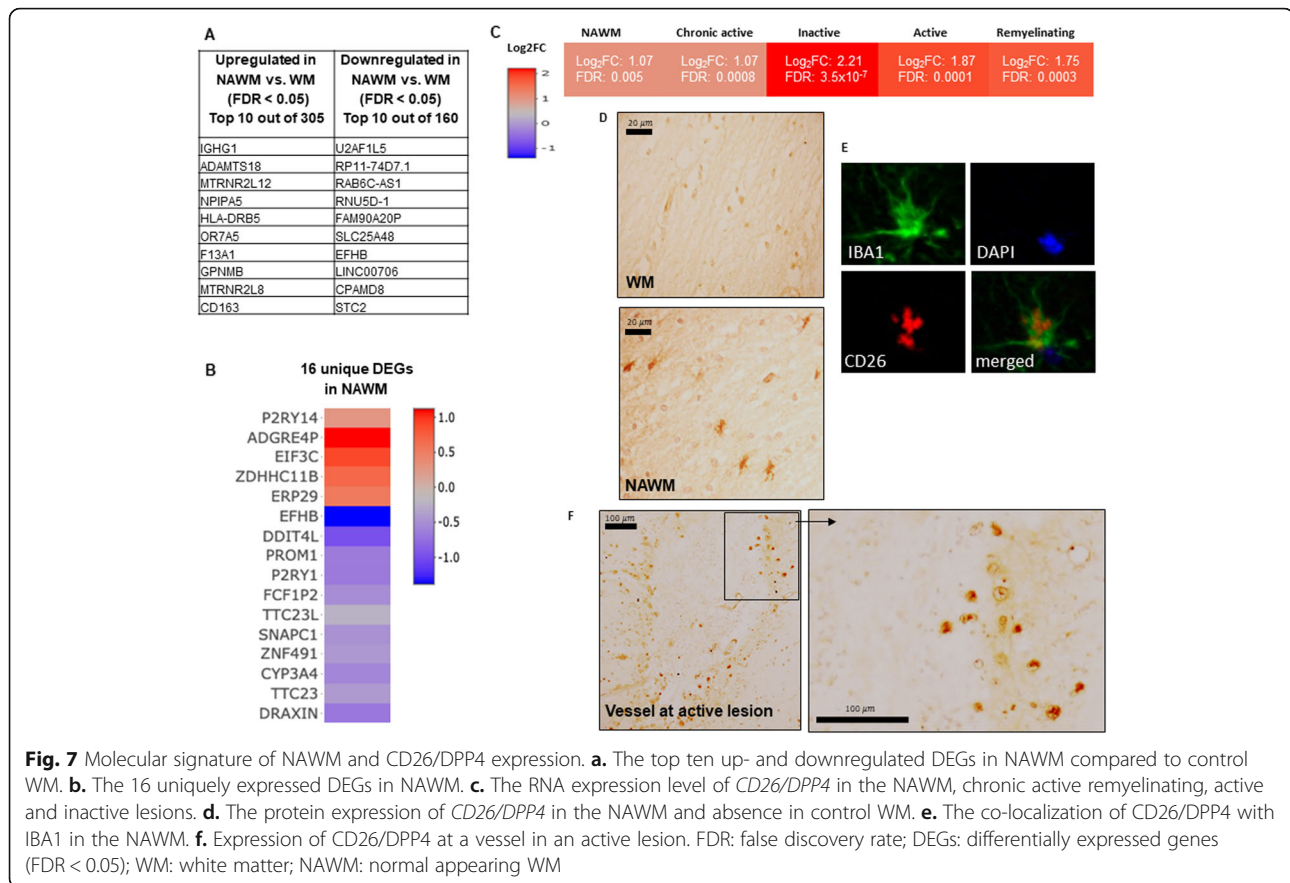 A
Upregulated in NAWM vs. WM (FDR < 0.05) Top 10 out of 305
Downregulated in NAWM vs. WM (FDR < 0.05) Top 10 out of 160
IGHG1 U2AF1L5
ADAMTS18 RP11-74D7.1
MTRNR2L12 RAB6C-AS1
NPIPA5 RNU5D-1
HLA-DRB5 FAM90A20P
OR7A5 SLC25A48
F13A1 EFHB
GPNMB LINC00706
MTRNR2L8 CPAMD8
CD163 STC2
B
16 unique DEGs
in NAWM
P2RY14
ADGRE4P
EIF3C
ZDHHC11B
ERP29
EFHB
DDIT4L
PROM1
P2RY1
FCF1P2
TTC23L
SNAPC1
ZNF491
CYP3A4
TTC23
DRAXIN
1.0
0.5
0.0
-0.5
-1.0
C
Log2FC
2
1
0
-1
NAWM Chronic active Inactive Active Remyelinating
Log₂FC: 1.07 Log₂FC: 1.07 Log₂FC: 2.21 Log₂FC: 1.87 Log₂FC: 1.75
FDR: 0.005 FDR: 0.0008 FDR: 3.5x10⁻⁷ FDR: 0.0001 FDR: 0.0003
D
20 µm
WM
20 µm
NAWM
E
IBA1 DAPI
CD26 merged
F
100 µm
Vessel at active lesion
100 µm
Fig. 7 Molecular signature of NAWM and CD26/DPP4 expression. a. The top ten up- and downregulated DEGs in NAWM compared to control
WM. b. The 16 uniquely expressed DEGs in NAWM. c. The RNA expression level of CD26/DPP4 in the NAWM, chronic active remyelinating, active
and inactive lesions. d. The protein expression of CD26/DPP4 in the NAWM and absence in control WM. e. The co-localization of CD26/DPP4 with
IBA1 in the NAWM. f. Expression of CD26/DPP4 at a vessel in an active lesion. FDR: false discovery rate; DEGs: differentially expressed genes
(FDR < 0.05); WM: white matter; NAWM: normal appearing WM